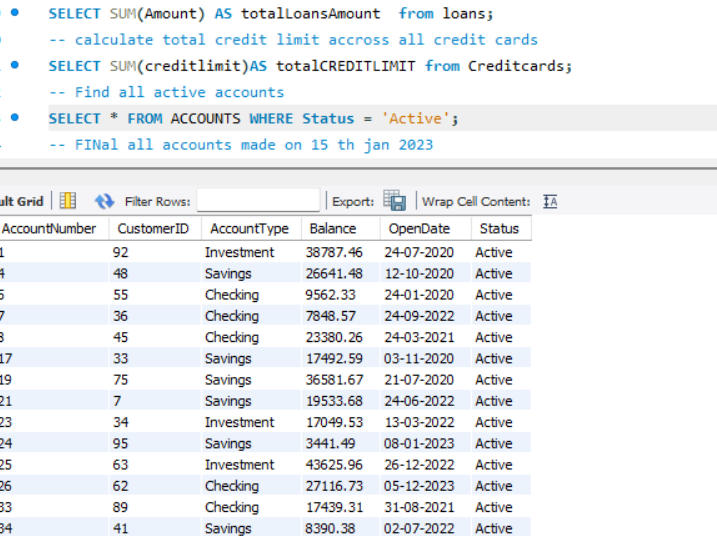 SELECT SUM(Amount) AS totalLoansAmount from loans;
-- calculate total credit limit accross all credit cards
SELECT SUM(creditlimit)AS totalCREDITLIMIT from Creditcards;
-- Find all active accounts
SELECT * FROM ACCOUNTS WHERE Status = 'Active';
-- FINal all accounts made on 15 th jan 2023
Grid Filter Rows: Export: Wrap Cell Content: IA
AccountNumber CustomerID AccountType Balance OpenDate Status
1 92 Investment 38787.46 24-07-2020 Active
4 48 Savings 26641.48 12-10-2020 Active
5 55 Checking 9562.33 24-01-2020 Active
7 36 Checking 7848.57 24-09-2022 Active
8 45 Checking 23380.26 24-03-2021 Active
17 33 Savings 17492.59 03-11-2020 Active
19 75 Savings 36581.67 21-07-2020 Active
21 7 Savings 19533.68 24-06-2022 Active
23 34 Investment 17049.53 13-03-2022 Active
24 95 Savings 3441.49 08-01-2023 Active
25 63 Investment 43625.96 26-12-2022 Active
26 62 Checking 27116.73 05-12-2023 Active
33 89 Checking 17439.31 31-08-2021 Active
34 41 Savings 8390.38 02-07-2022 Active